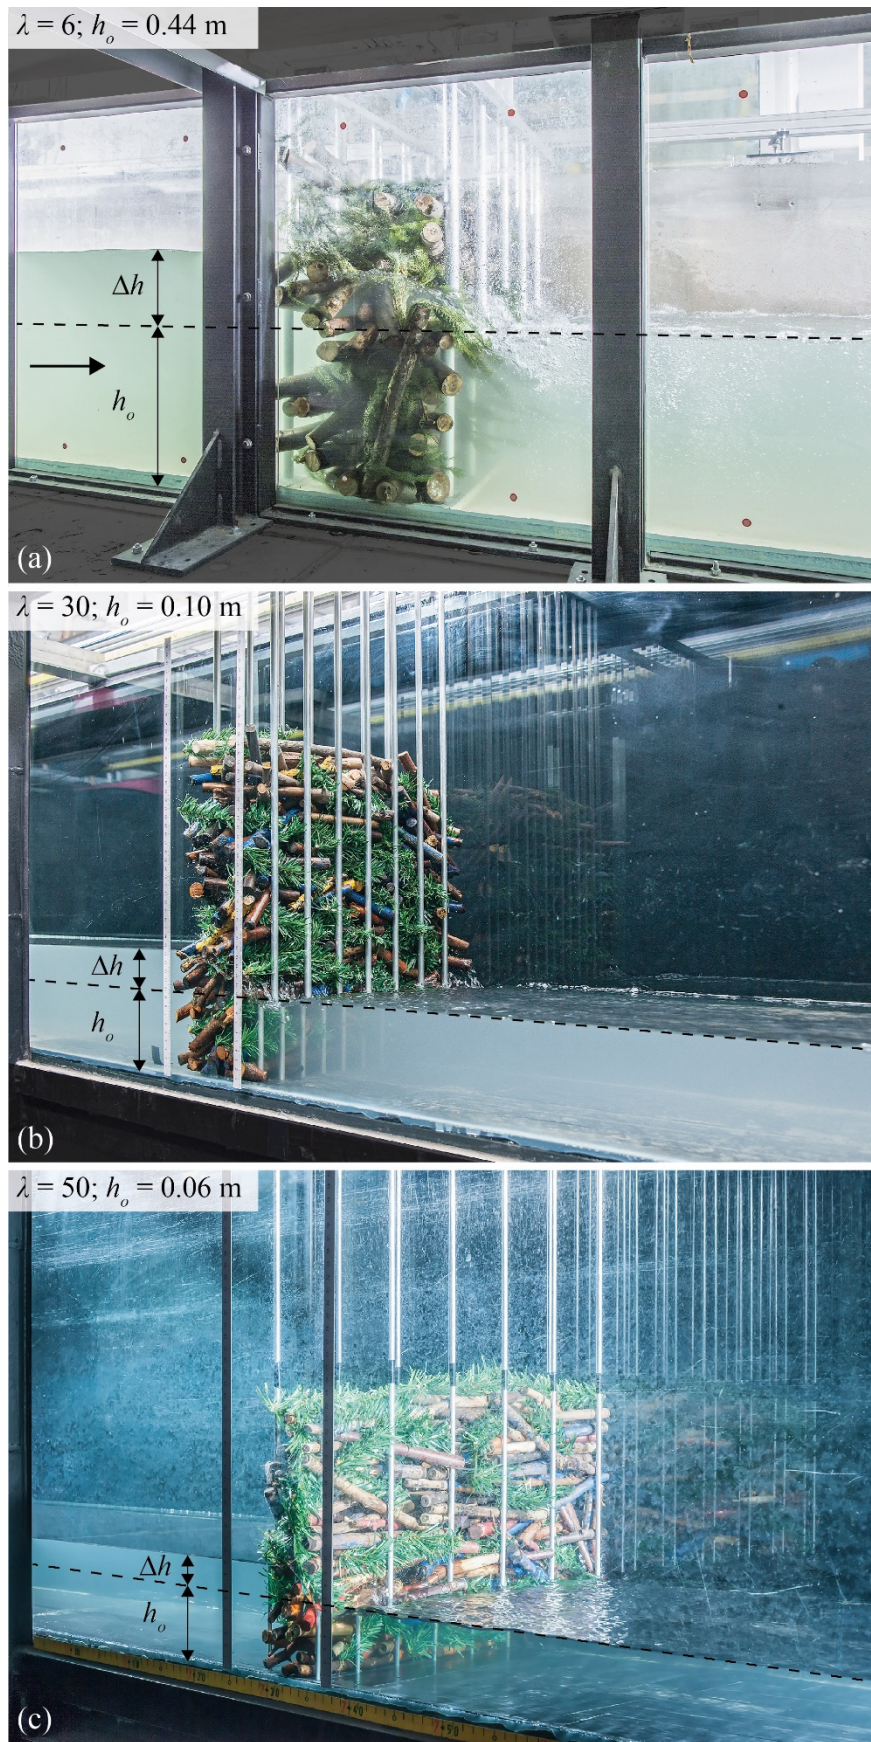 λ = 6; hₒ = 0.44 m
Δh
hₒ
(a)
λ = 30; hₒ = 0.10 m
Δh
hₒ
(b)
λ = 50; hₒ = 0.06 m
Δh
hₒ
(c)